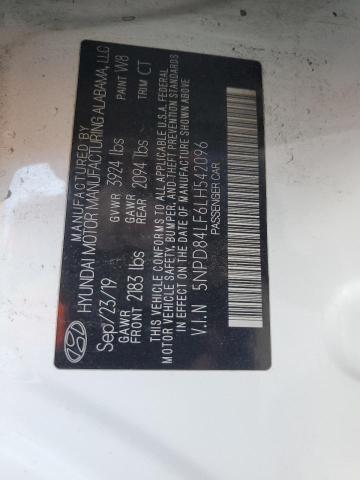 MANUFACTURED BY
HYUNDAI MOTOR MANUFACTURING ALABAMA, LLC
Sep/23/19 GVWR 3924 lbs PAINT W8
GAWR FRONT 2183 lbs GAWR REAR 2094 lbs TRIM CT
THIS VEHICLE CONFORMS TO ALL APPLICABLE U.S.A. FEDERAL
MOTOR VEHICLE SAFETY, BUMPER, AND THEFT PREVENTION STANDARDS
IN EFFECT ON THE DATE OF MANUFACTURE SHOWN ABOVE
V.I.N 5NPD84LF6LH542096
PASSENGER CAR